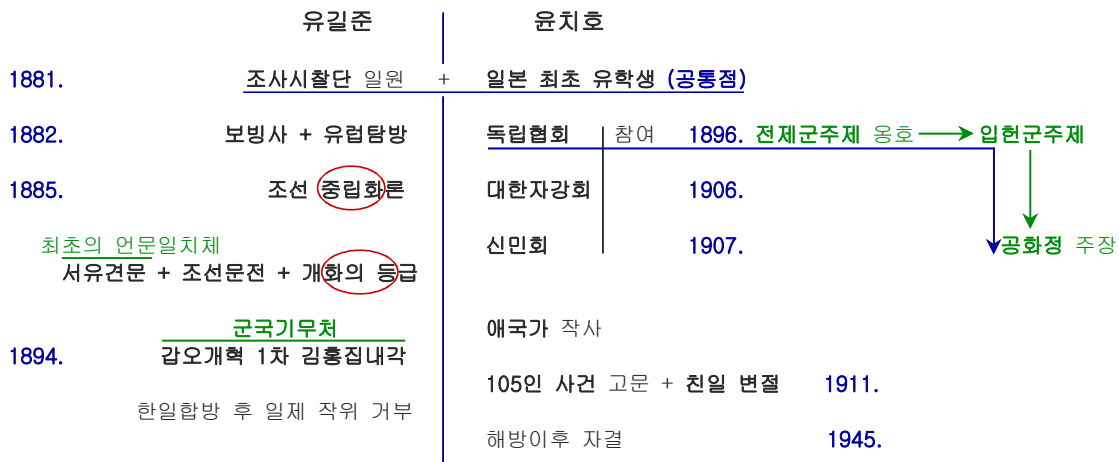 유길준 윤치호
1881. 조사시찰단 일원 + 일본 최초 유학생 (공통점)
1882. 보빙사 + 유럽탐방 독립협회 참여 1896. 전제군주제 옹호 입헌군주제
1885. 조선 중립화론 대한자강회 1906.
최초의 언문일치체 신민회 1907. 공화정 주장
서유견문 + 조선문전 + 개화의 등급
군국기무처 애국가 작사
1894. 갑오개혁 1차 김홍집내각
105인 사건 고문 + 친일 변절 1911.
한일합방 후 일제 작위 거부
해방이후 자결 1945.